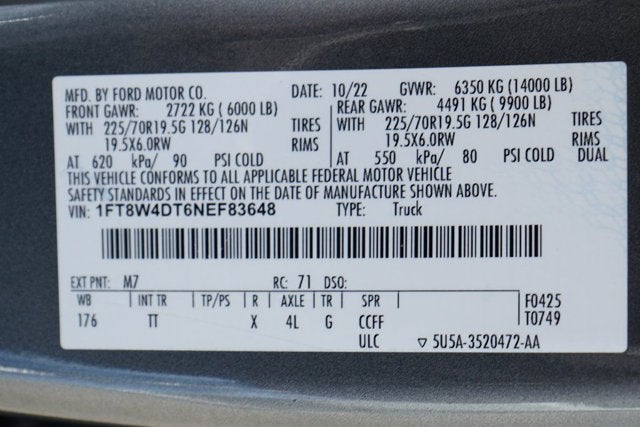 MFD. BY FORD MOTOR CO. DATE: 10/22 GVWR: 6350 KG (14000 LB)
FRONT GAWR: 2722 KG (6000 LB) REAR GAWR: 4491 KG (9900 LB)
WITH 225/70R19.5G 128/126N TIRES WITH 225/70R19.5G 128/126N TIRES
19.5X6.0RW RIMS 19.5X6.0RW RIMS
AT 620 kPa/ 90 PSI COLD AT 550 kPa/ 80 PSI COLD DUAL
THIS VEHICLE CONFORMS TO ALL APPLICABLE FEDERAL MOTOR VEHICLE
SAFETY STANDARDS IN EFFECT ON THE DATE OF MANUFACTURE SHOWN ABOVE.
VIN: 1FT8W4DT6NEF83648 TYPE: Truck
EXT PNT: M7 RC: 71 DSO:
WB INT TR TP/PS R AXLE TR SPR F0425
176 TT X 4L G CCFF T0749
ULC ▽ 5U5A-3520472-AA